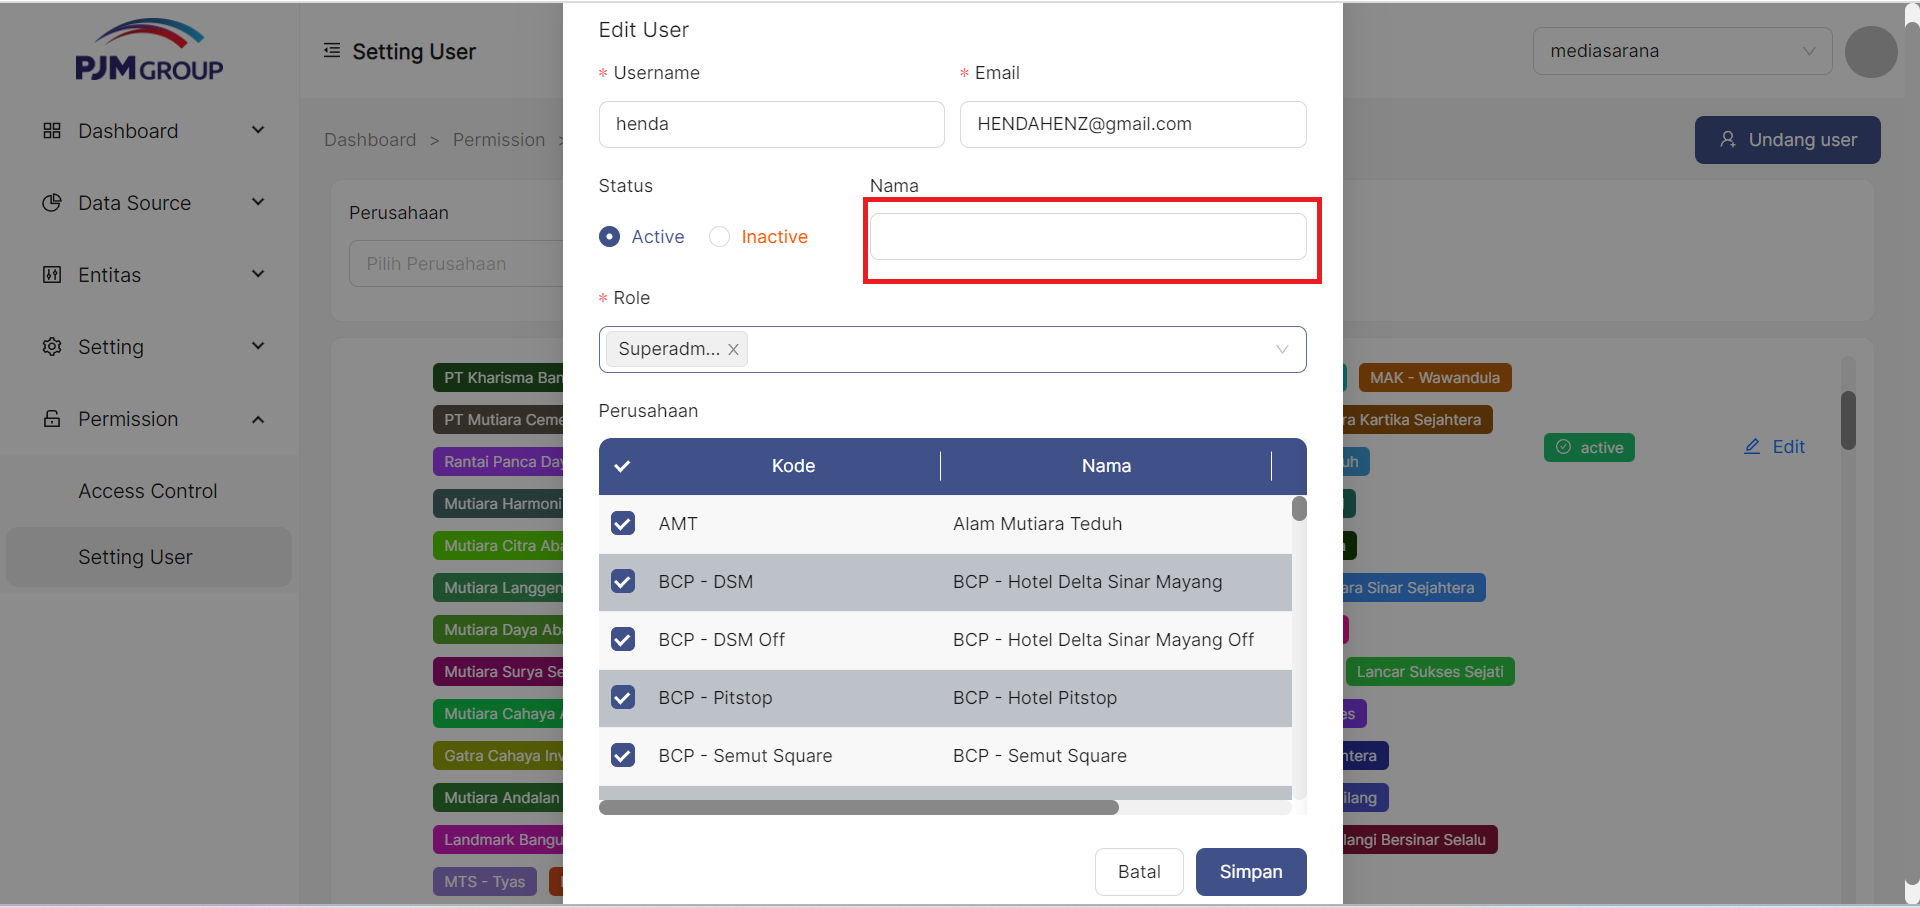 PJM GROUP
Setting User
mediasarana
Dashboard
Data Source
Entitas
Setting
Permission
Access Control
Setting User
Dashboard > Permission >
Undang user
Perusahaan
Pilih Perusahaan
PT Kharisma Ban
PT Mutiara Ceme
Rantai Panca Day
Mutiara Harmoni
Mutiara Citra Aba
Mutiara Langgen
Mutiara Daya Aba
Mutiara Surya Se
Mutiara Cahaya
Gatra Cahaya Inv
Mutiara Andalan
Landmark Bangu
MTS - Tyas
Edit User
* Username
* Email
henda
HENDAHENZ@gmail.com
Status
Nama
Active
Inactive
* Role
Superadm...
Perusahaan
Kode Nama
AMT Alam Mutiara Teduh
BCP - DSM BCP - Hotel Delta Sinar Mayang
BCP - DSM Off BCP - Hotel Delta Sinar Mayang Off
BCP - Pitstop BCP - Hotel Pitstop
BCP - Semut Square BCP - Semut Square
Batal
Simpan
MAK - Wawandula
ra Kartika Sejahtera
uh
ara Sinar Sejahtera
Lancar Sukses Sejati
es
ntera
ilang
langi Bersinar Selalu
active
Edit